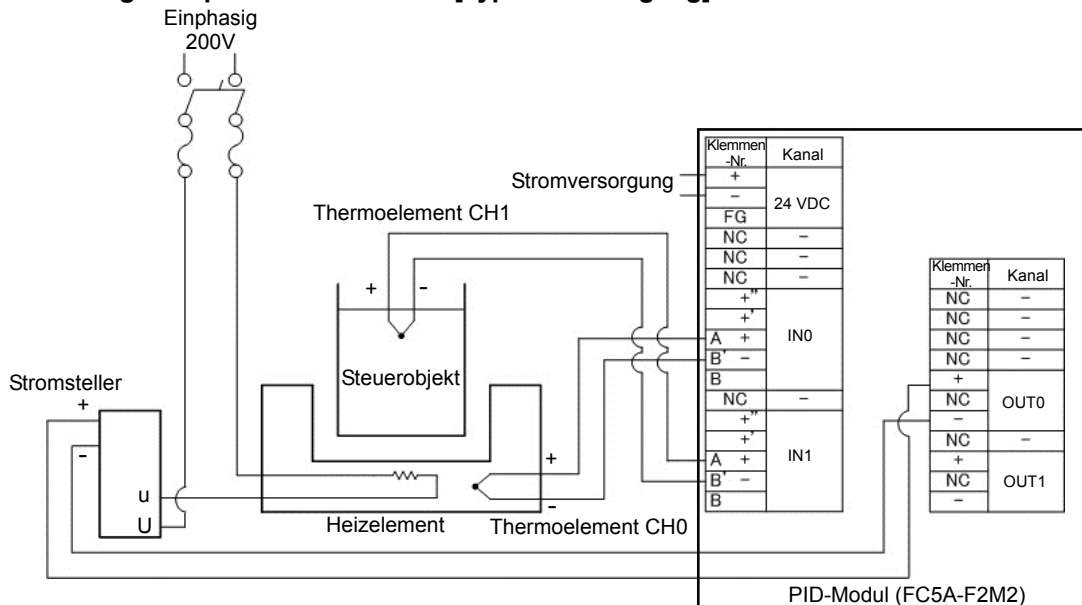 Einphasig
200V
Stromversorgung
Thermoelement CH1
+ -
Steuerobjekt
Stromsteller
+
-
u
U
Heizelement
+
-
Thermoelement CH0
Klemmen
-Nr. Kanal
+
- 24 VDC
FG
NC -
NC -
NC -
+"
+'
A + IN0
B' -
B
NC -
+"
+'
A + IN1
B' -
B
Klemmen
-Nr. Kanal
NC -
NC -
NC -
NC -
+
NC OUT0
-
NC -
+
NC OUT1
-
PID-Modul (FC5A-F2M2)